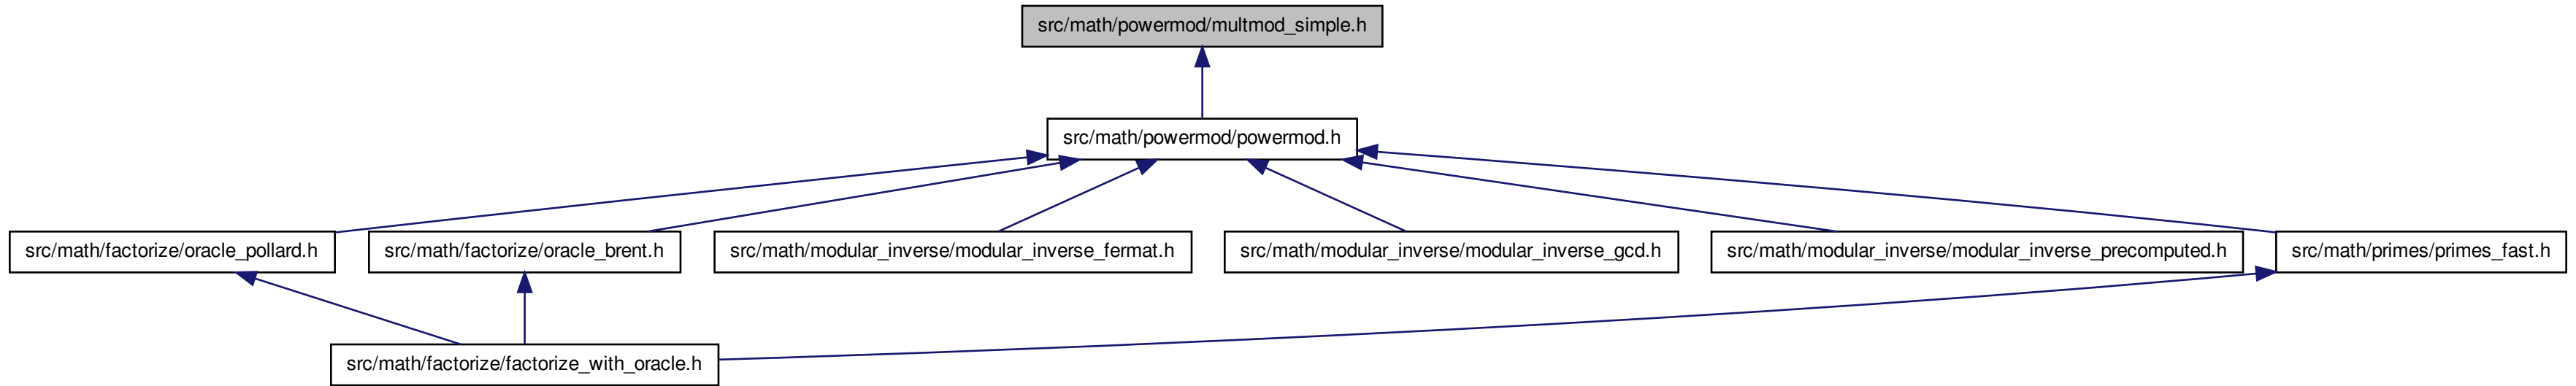 src/math/powermod/multmod_simple.h
src/math/powermod/powermod.h
src/math/factorize/oracle_pollard.h
src/math/factorize/oracle_brent.h
src/math/modular_inverse/modular_inverse_fermat.h
src/math/modular_inverse/modular_inverse_gcd.h
src/math/modular_inverse/modular_inverse_precomputed.h
src/math/primes/primes_fast.h
src/math/factorize/factorize_with_oracle.h